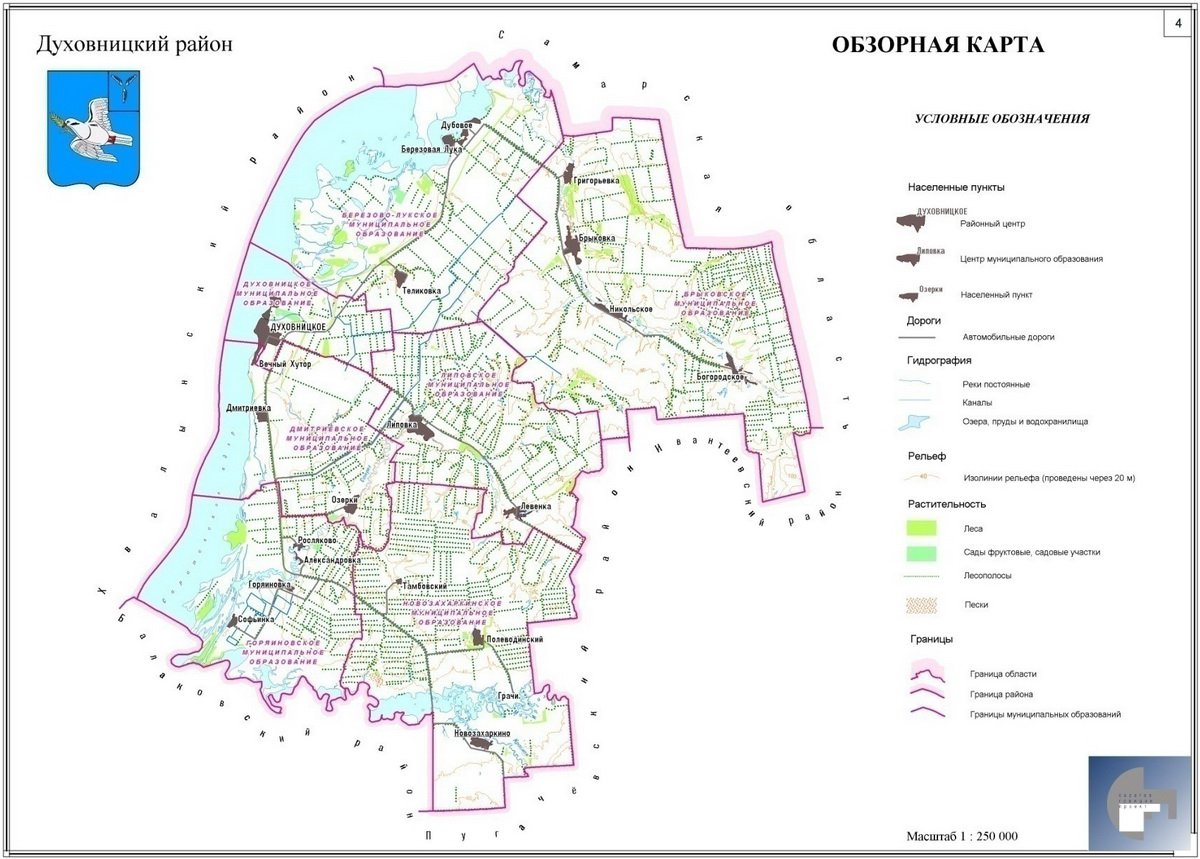 4
Духовницкий район
ОБЗОРНАЯ КАРТА
УСЛОВНЫЕ ОБОЗНАЧЕНИЯ
Населенные пункты
ДУХОВНИЦКОЕ
Районный центр
Липовка
Центр муниципального образования
Озерки
Населенный пункт
Дороги
Автомобильные дороги
Гидрография
Реки постоянные
Каналы
Озера, пруды и водохранилища
Рельеф
40
Изолинии рельефа (проведены через 20 м)
Растительность
Леса
Сады фруктовые, садовые участки
Лесополосы
Пески
Границы
Граница области
Граница района
Границы муниципальных образований
Масштаб 1 : 250 000
Самарская область
Хвалынский район
Ивантеевский район
Балаковский район
Пугачёвский район
Дубовое
Березовая Лука
Григорьевка
БЕРЕЗОВО-ЛУКСКОЕ
МУНИЦИПАЛЬНОЕ
ОБРАЗОВАНИЕ
Брыковка
Теликовка
ДУХОВНИЦКОЕ
МУНИЦИПАЛЬНОЕ
ОБРАЗОВАНИЕ
БРЫКОВСКОЕ
МУНИЦИПАЛЬНОЕ
ОБРАЗОВАНИЕ
Никольское
ДУХОВНИЦКОЕ
Вечный Хутор
Богородское
ЛИПОВСКОЕ
МУНИЦИПАЛЬНОЕ
ОБРАЗОВАНИЕ
Дмитриевка
Липовка
ДМИТРИЕВСКОЕ
МУНИЦИПАЛЬНОЕ
ОБРАЗОВАНИЕ
Озерки
Левенка
Росляково
Александровка
Горяиновка
Тамбовский
НОВОЗАХАРКИНСКОЕ
МУНИЦИПАЛЬНОЕ
ОБРАЗОВАНИЕ
Софьинка
Полеводинский
ГОРЯИНОВСКОЕ
МУНИЦИПАЛЬНОЕ
ОБРАЗОВАНИЕ
Грачи
Новозахаркино